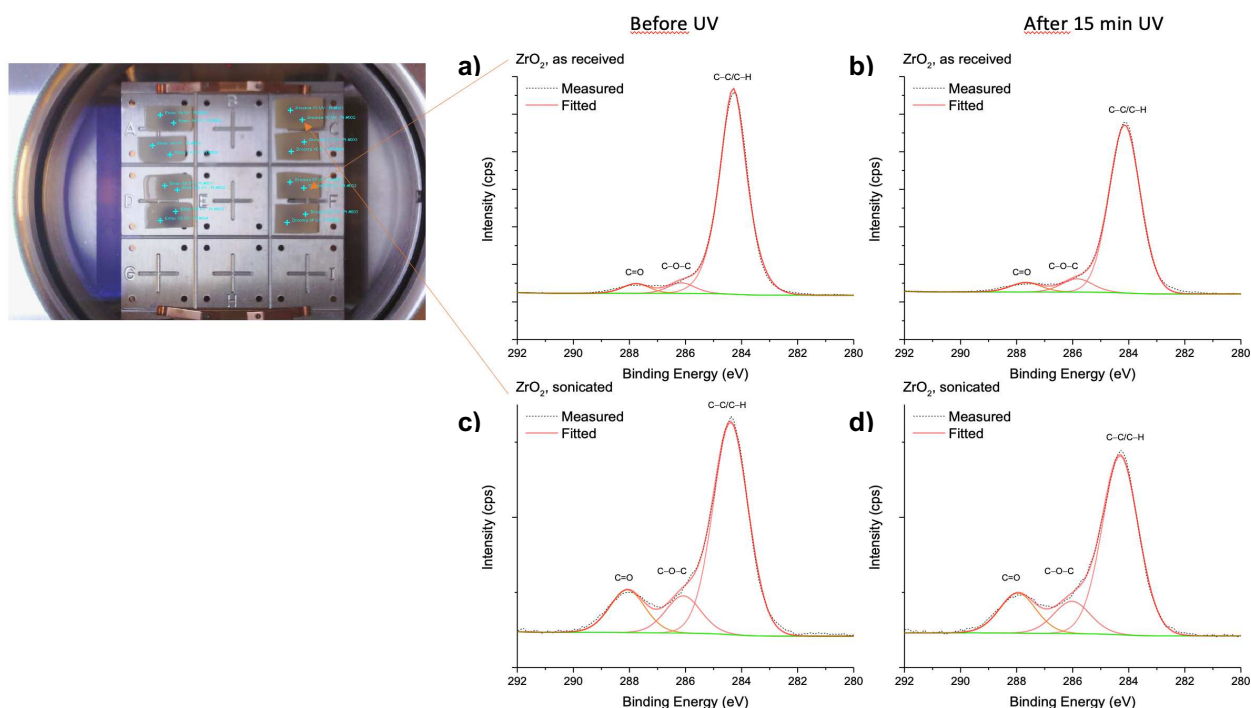 Before UV
After 15 min UV
a)
ZrO₂, as received
Measured
Fitted
C–C/C–H
C–O–C
C=O
Intensity (cps)
292 290 288 286 284 282 280
Binding Energy (eV)
b)
ZrO₂, as received
Measured
Fitted
C–C/C–H
C–O–C
C=O
Intensity (cps)
292 290 288 286 284 282 280
Binding Energy (eV)
c)
ZrO₂, sonicated
Measured
Fitted
C–C/C–H
C–O–C
C=O
Intensity (cps)
292 290 288 286 284 282 280
Binding Energy (eV)
d)
ZrO₂, sonicated
Measured
Fitted
C–C/C–H
C–O–C
C=O
Intensity (cps)
292 290 288 286 284 282 280
Binding Energy (eV)
A B C
D E F
G H I